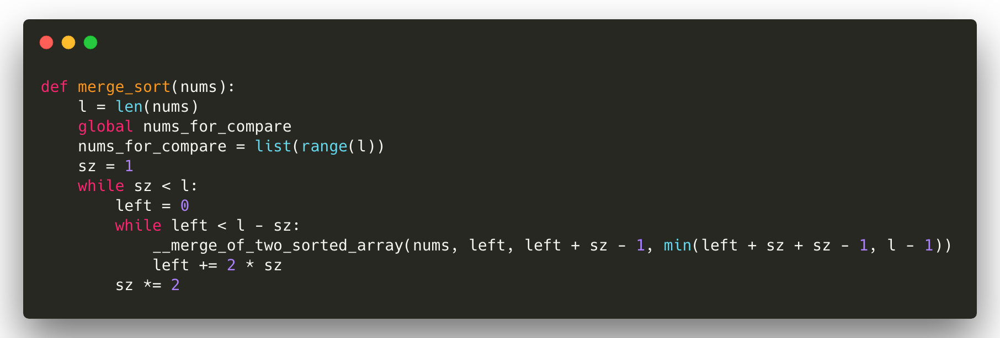 def merge_sort(nums):
    l = len(nums)
    global nums_for_compare
    nums_for_compare = list(range(l))
    sz = 1
    while sz < l:
        left = 0
        while left < l - sz:
            __merge_of_two_sorted_array(nums, left, left + sz - 1, min(left + sz + sz - 1, l - 1))
            left += 2 * sz
        sz *= 2